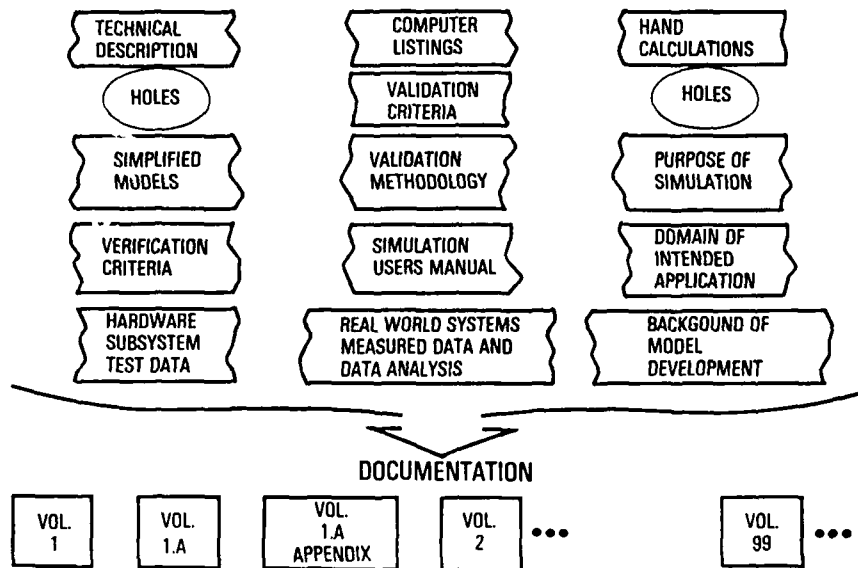 TECHNICAL
DESCRIPTION
COMPUTER
LISTINGS
HAND
CALCULATIONS
HOLES
VALIDATION
CRITERIA
HOLES
SIMPLIFIED
MODELS
VALIDATION
METHODOLOGY
PURPOSE OF
SIMULATION
VERIFICATION
CRITERIA
SIMULATION
USERS MANUAL
DOMAIN OF
INTENDED
APPLICATION
HARDWARE
SUBSYSTEM
TEST DATA
REAL WORLD SYSTEMS
MEASURED DATA AND
DATA ANALYSIS
BACKGOUND OF
MODEL
DEVELOPMENT
DOCUMENTATION
VOL.
1
VOL.
1.A
VOL.
1.A
APPENDIX
VOL.
2
•••
VOL.
99
•••